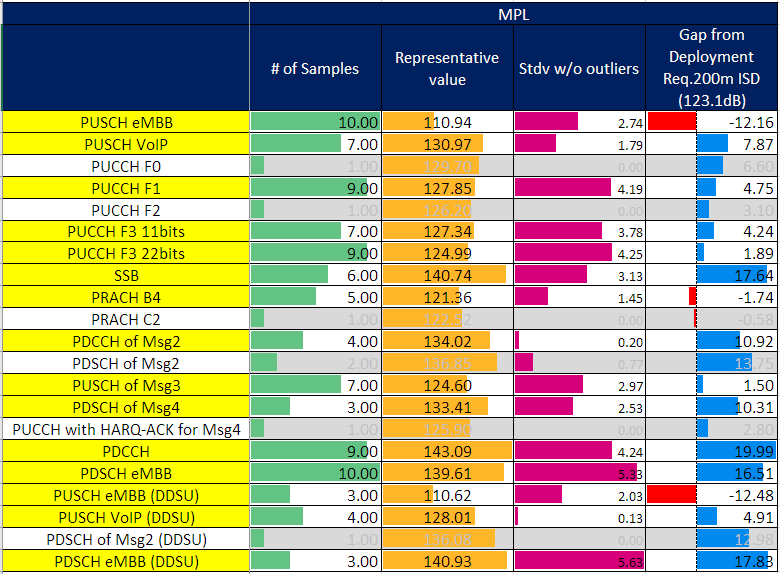 MPL
# of Samples Representative value Stdv w/o outliers Gap from Deployment Req.200m ISD (123.1dB)
PUSCH eMBB 10.00 110.94 2.74 -12.16
PUSCH VoIP 7.00 130.97 1.79 7.87
PUCCH F0 1.00 129.70 0.00 6.60
PUCCH F1 9.00 127.85 4.19 4.75
PUCCH F2 1.00 126.20 0.00 3.10
PUCCH F3 11bits 7.00 127.34 3.78 4.24
PUCCH F3 22bits 9.00 124.99 4.25 1.89
SSB 6.00 140.74 3.13 17.64
PRACH B4 5.00 121.36 1.45 -1.74
PRACH C2 1.00 122.52 0.00 -0.58
PDCCH of Msg2 4.00 134.02 0.20 10.92
PDSCH of Msg2 2.00 136.85 0.77 13.75
PUSCH of Msg3 7.00 124.60 2.97 1.50
PDSCH of Msg4 3.00 133.41 2.53 10.31
PUCCH with HARQ-ACK for Msg4 1.00 125.90 0.00 2.80
PDCCH 9.00 143.09 4.24 19.99
PDSCH eMBB 10.00 139.61 5.33 16.51
PUSCH eMBB (DDSU) 3.00 110.62 2.03 -12.48
PUSCH VoIP (DDSU) 4.00 128.01 0.13 4.91
PDSCH of Msg2 (DDSU) 1.00 136.08 0.00 12.98
PDSCH eMBB (DDSU) 3.00 140.93 5.63 17.83